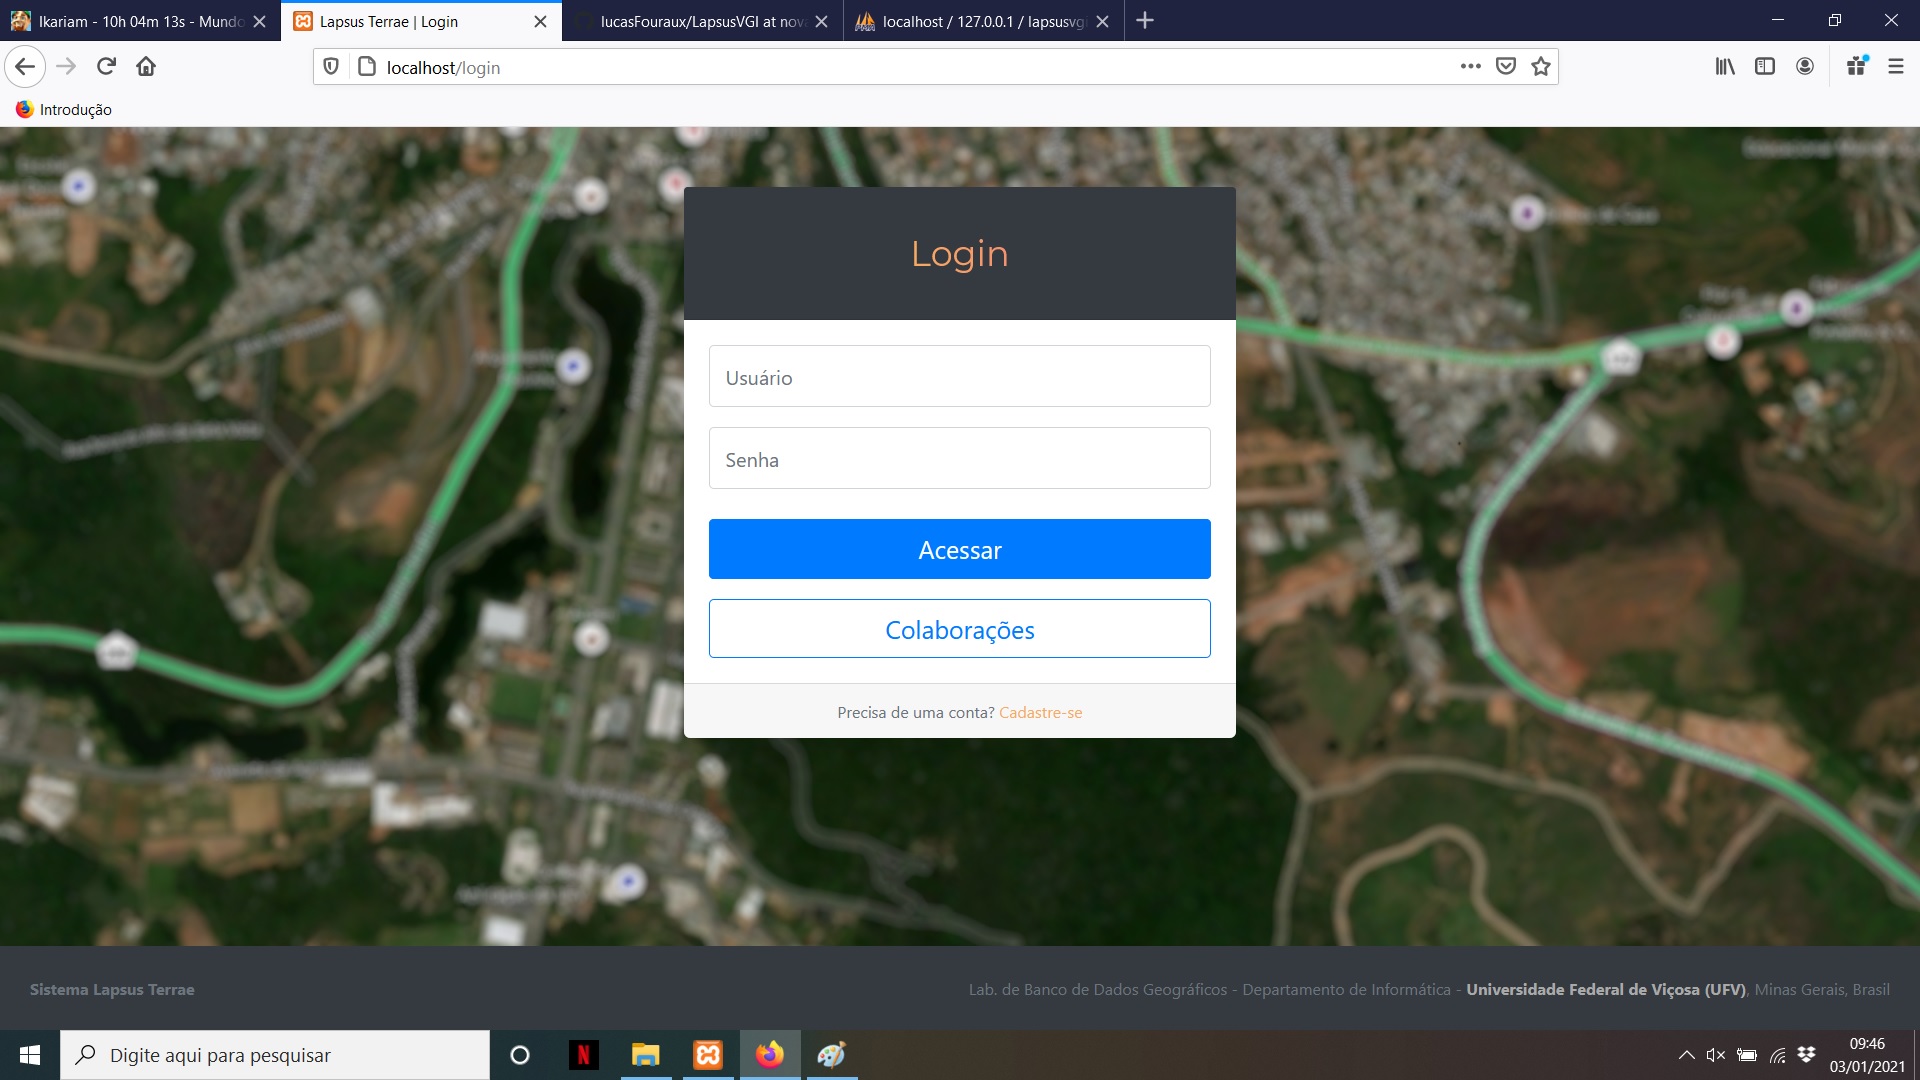 Ikariam - 10h 04m 13s - Mundo
Lapsus Terrae | Login
lucasFouraux/LapsusVGI at nov
localhost / 127.0.0.1 / lapsusvgi
localhost/login
Introdução
Login
Usuário
Senha
Acessar
Colaborações
Precisa de uma conta? Cadastre-se
Sistema Lapsus Terrae
Lab. de Banco de Dados Geográficos - Departamento de Informática - Universidade Federal de Viçosa (UFV), Minas Gerais, Brasil
Digite aqui para pesquisar
N
09:46
03/01/2021